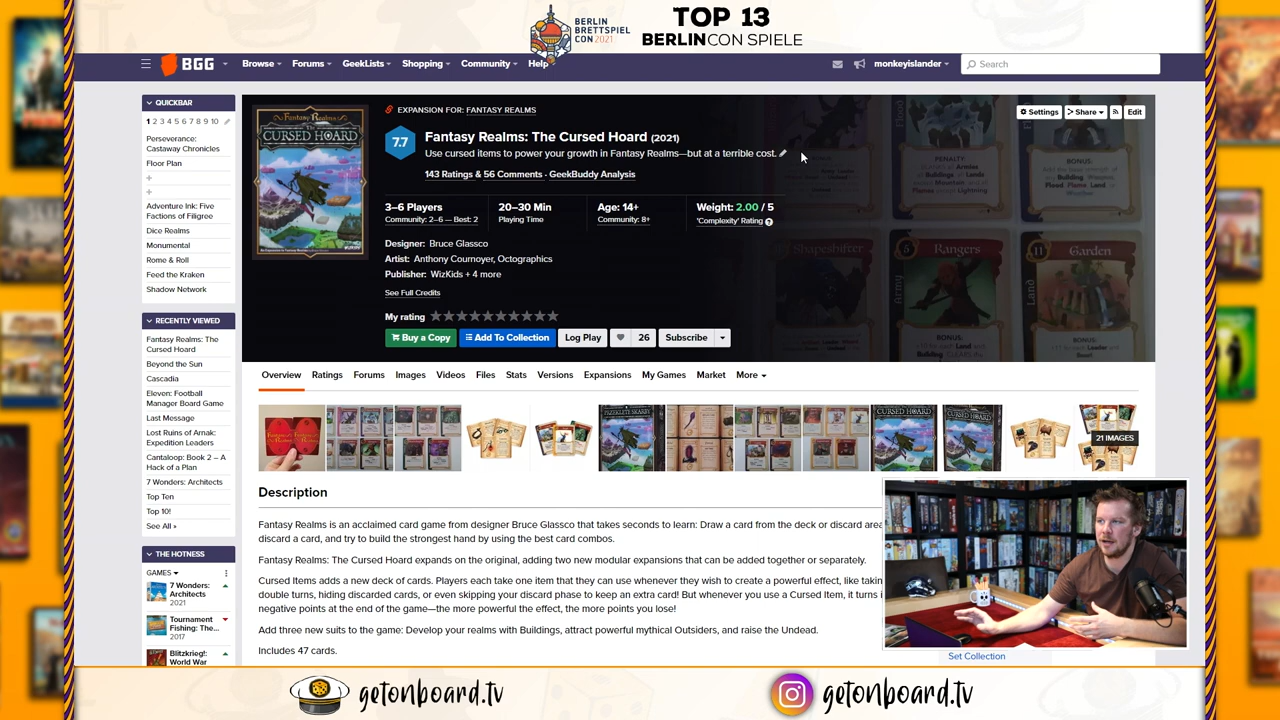 BERLIN
BRETTSPIEL
CON 2021
TOP 13
BERLINCON SPIELE
BGG
Browse
Forums
GeekLists
Shopping
Community
Help
monkeyislander
Search
QUICKBAR
1 2 3 4 5 6 7 8 9 10
Perseverance:
Castaway Chronicles
Floor Plan
+
+
Adventure Ink: Five
Factions of Filigree
Dice Realms
Monumental
Rome & Roll
Feed the Kraken
Shadow Network
RECENTLY VIEWED
Fantasy Realms: The
Cursed Hoard
Beyond the Sun
Cascadia
Eleven: Football
Manager Board Game
Last Message
Lost Ruins of Arnak:
Expedition Leaders
Cantaloop: Book 2 – A
Hack of a Plan
7 Wonders: Architects
Top Ten
Top 10!
See All »
THE HOTNESS
GAMES
7 Wonders:
Architects
2021
Tournament
Fishing: The...
2017
Blitzkrieg!:
World War
Fantasy Realms
CURSED HOARD
EXPANSION FOR: FANTASY REALMS
7.7
Fantasy Realms: The Cursed Hoard (2021)
Use cursed items to power your growth in Fantasy Realms—but at a terrible cost.
143 Ratings & 56 Comments · GeekBuddy Analysis
Settings
Share
Edit
3–6 Players
Community: 2–6 — Best: 2
20–30 Min
Playing Time
Age: 14+
Community: 8+
Weight: 2.00 / 5
'Complexity' Rating
Designer: Bruce Glassco
Artist: Anthony Cournoyer, Octographics
Publisher: WizKids + 4 more
See Full Credits
My rating
Buy a Copy
Add To Collection
Log Play
26
Subscribe
Flood
PENALTY:
BONUS:
Shapeshifter
5
Rangers
Army
BONUS:
11
Garden
Land
BONUS:
Overview
Ratings
Forums
Images
Videos
Files
Stats
Versions
Expansions
My Games
Market
More
PRZEKLĘTE SKARBY
CURSED HOARD
CURSED HOARD
21 IMAGES
Description
Fantasy Realms is an acclaimed card game from designer Bruce Glassco that takes seconds to learn: Draw a card from the deck or discard area
discard a card, and try to build the strongest hand by using the best card combos.
Fantasy Realms: The Cursed Hoard expands on the original, adding two new modular expansions that can be added together or separately.
Cursed Items adds a new deck of cards. Players each take one item that they can use whenever they wish to create a powerful effect, like takin
double turns, hiding discarded cards, or even skipping your discard phase to keep an extra card! But whenever you use a Cursed Item, it turns i
negative points at the end of the game—the more powerful the effect, the more points you lose!
Add three new suits to the game: Develop your realms with Buildings, attract powerful mythical Outsiders, and raise the Undead.
Includes 47 cards.
Set Collection
getonboard.tv
getonboard.tv